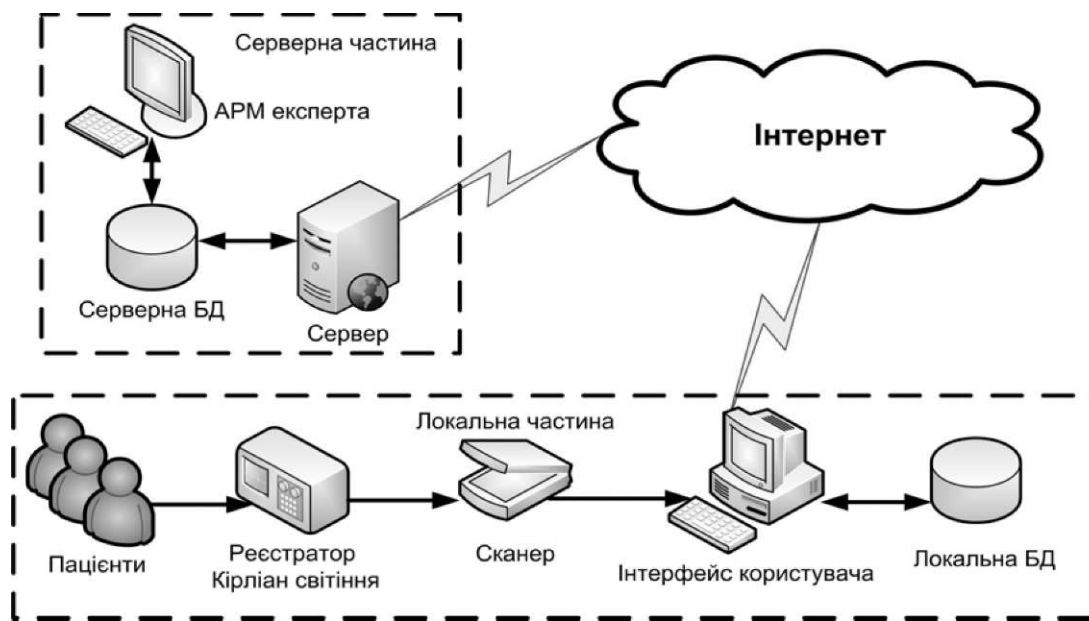 Серверна частина
АРМ експерта
Серверна БД
Сервер
Інтернет
Локальна частина
Пацієнти
Реєстратор
Кірліан світіння
Сканер
Інтерфейс користувача
Локальна БД